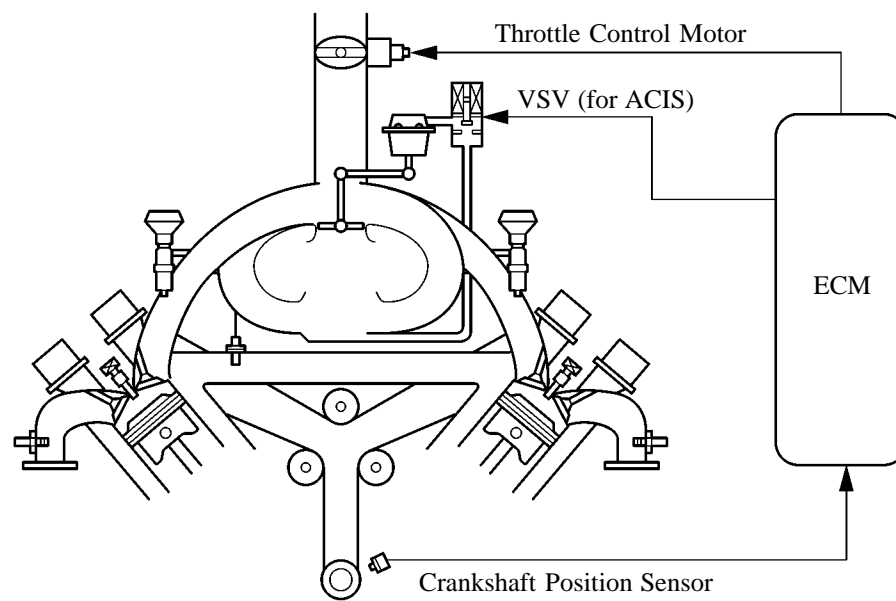 Throttle Control Motor
VSV (for ACIS)
ECM
Crankshaft Position Sensor